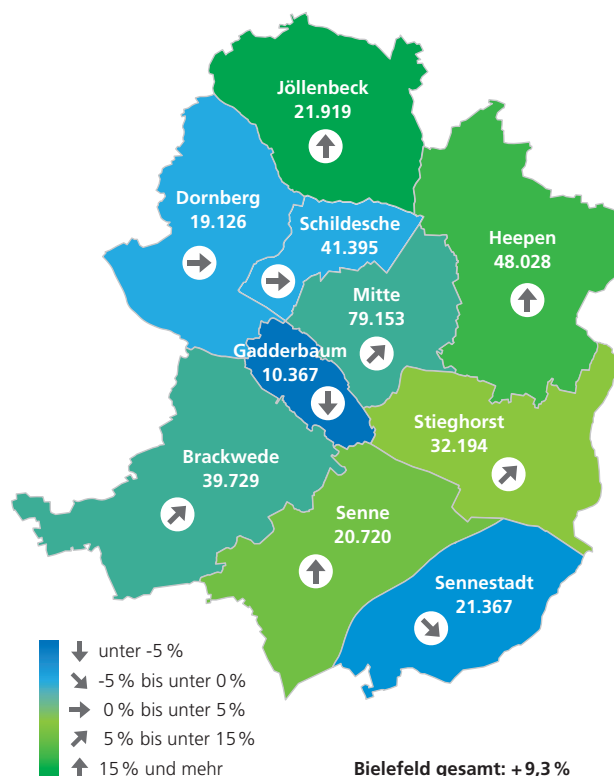 Jöllenbeck
21.919
Dornberg
19.126
Schildesche
41.395
Heepen
48.028
Mitte
79.153
Gadderbaum
10.367
Stieghorst
32.194
Brackwede
39.729
Senne
20.720
Sennestadt
21.367
unter -5 %
-5 % bis unter 0 %
0 % bis unter 5 %
5 % bis unter 15 %
15 % und mehr
Bielefeld gesamt: +9,3 %